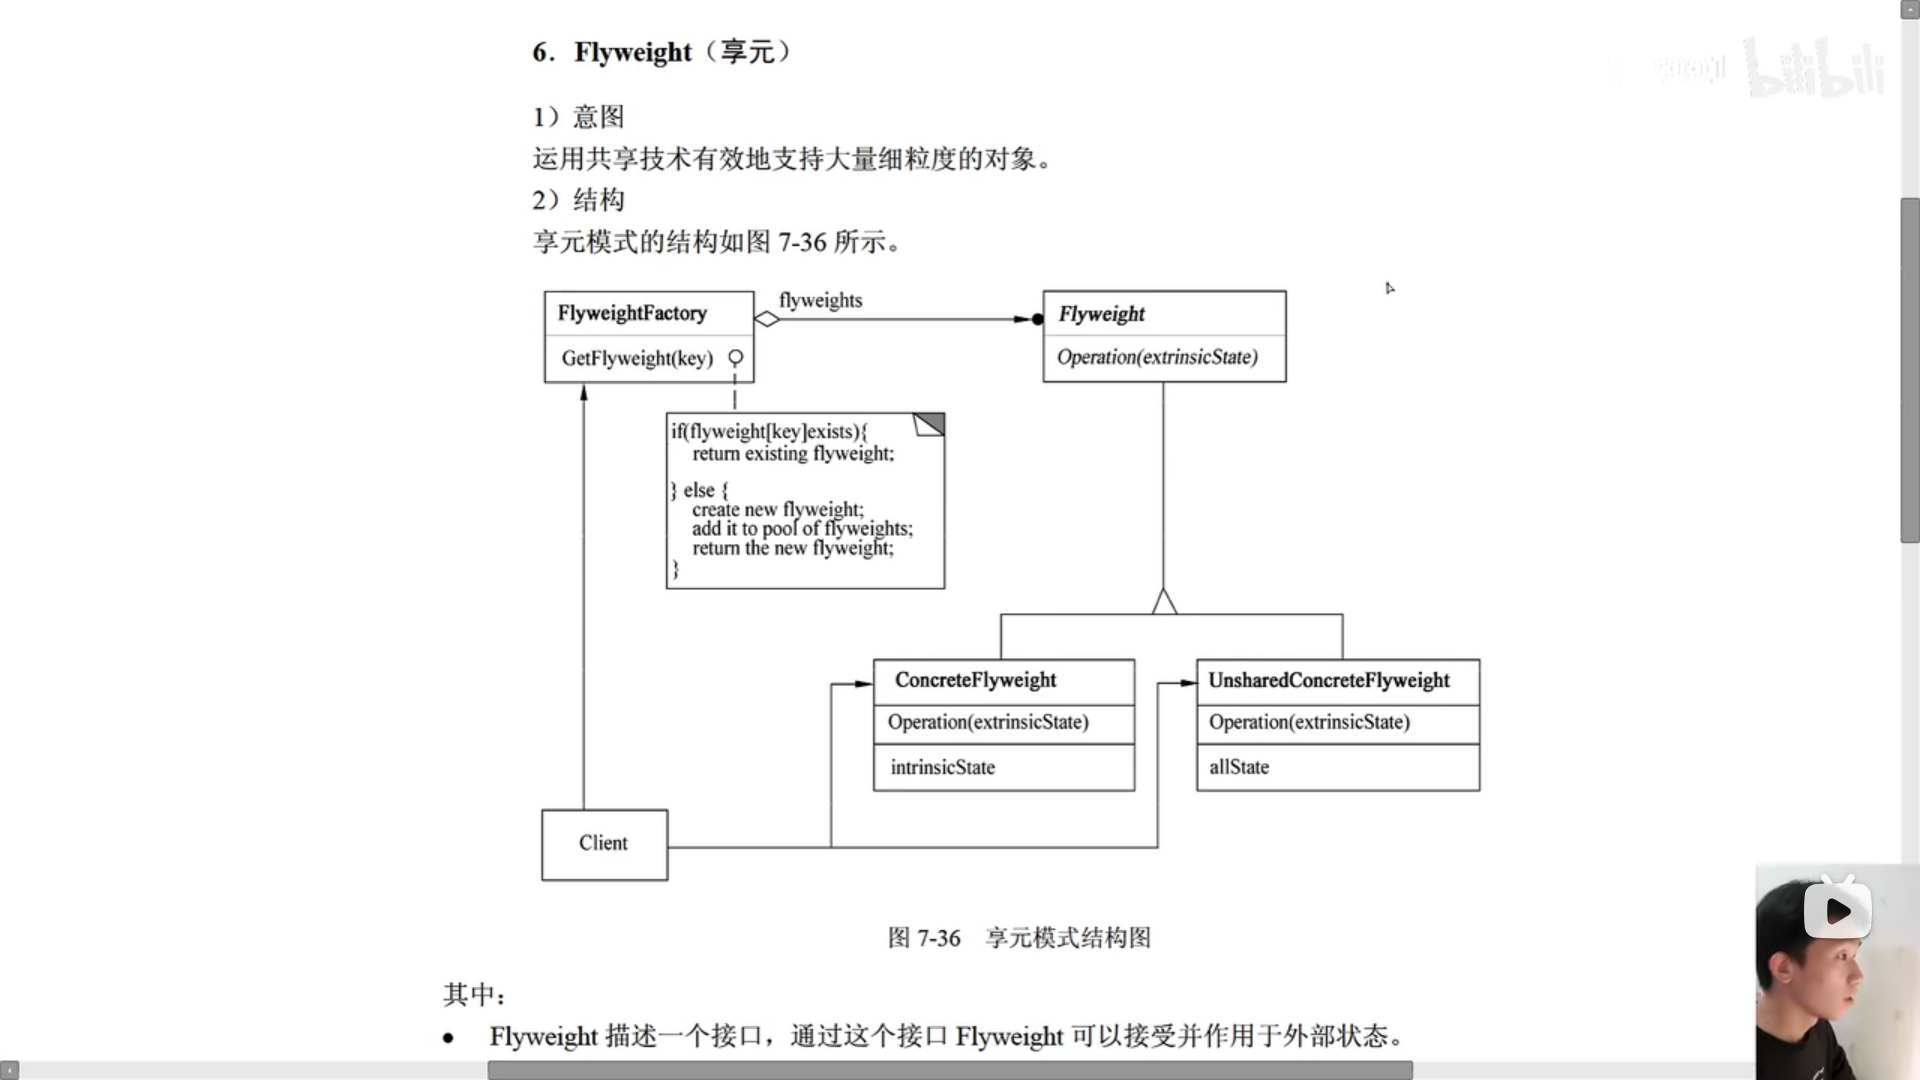 6．Flyweight（享元）
bilibili
1）意图
运用共享技术有效地支持大量细粒度的对象。
2）结构
享元模式的结构如图 7-36 所示。
FlyweightFactory
GetFlyweight(key)
flyweights
Flyweight
Operation(extrinsicState)
if(flyweight[key]exists){
return existing flyweight;
} else {
create new flyweight;
add it to pool of flyweights;
return the new flyweight;
}
ConcreteFlyweight
Operation(extrinsicState)
intrinsicState
UnsharedConcreteFlyweight
Operation(extrinsicState)
allState
Client
图 7-36 享元模式结构图
其中：
● Flyweight 描述一个接口，通过这个接口 Flyweight 可以接受并作用于外部状态。